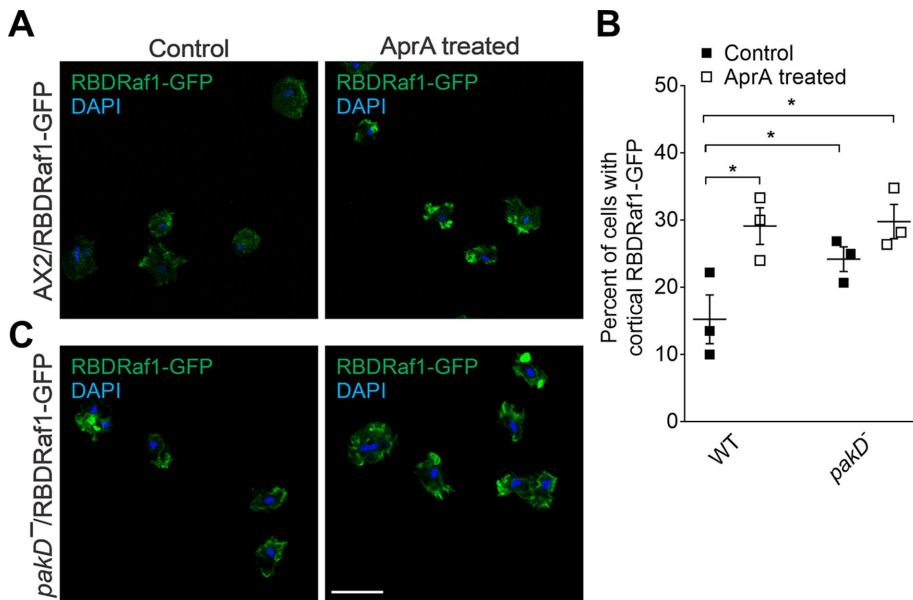 A
Control
AprA treated
AX2/RBDRaf1-GFP
RBDRaf1-GFP
DAPI
RBDRaf1-GFP
DAPI
B
Control
AprA treated
Percent of cells with
cortical RBDRaf1-GFP
50
40
30
20
10
0
*
*
*
WT
pakD⁻
C
pakD⁻/RBDRaf1-GFP
RBDRaf1-GFP
DAPI
RBDRaf1-GFP
DAPI